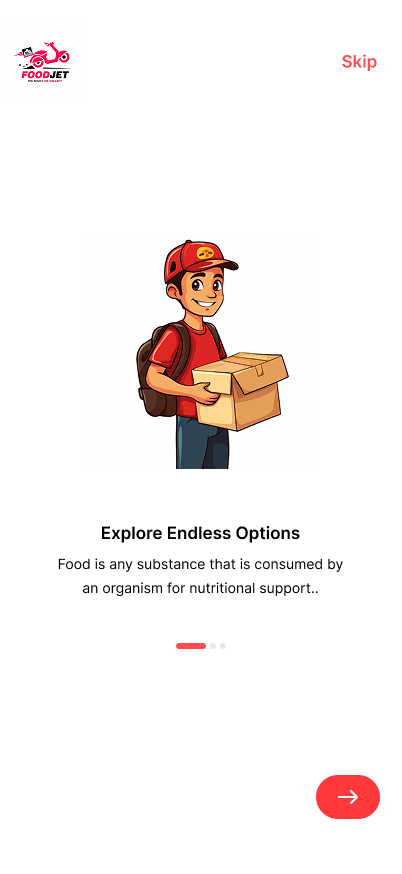 FOODJET
Skip
Explore Endless Options
Food is any substance that is consumed by
an organism for nutritional support..